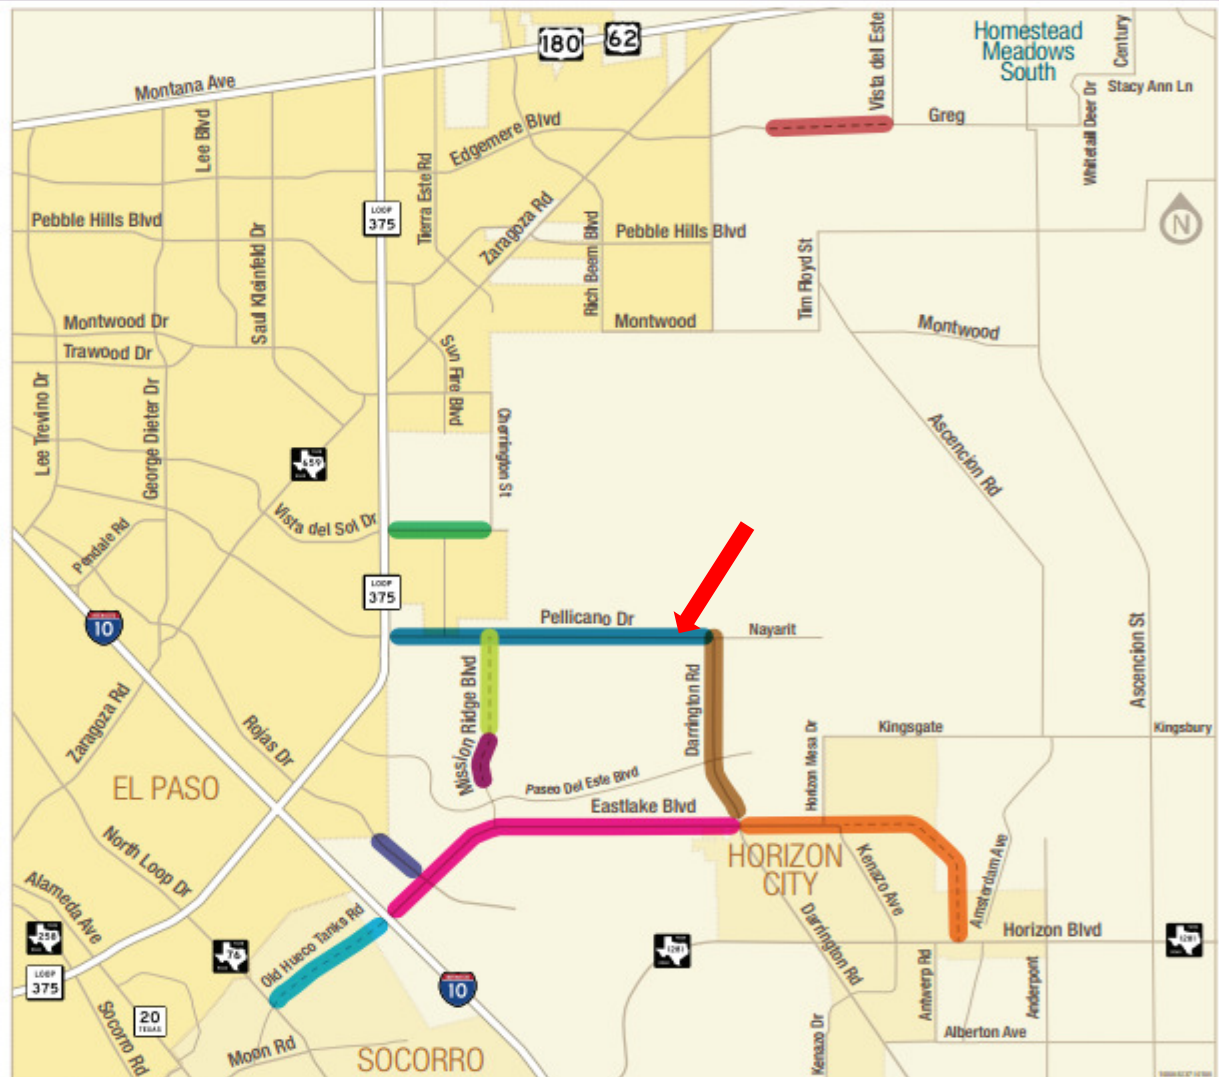 Homestead
Meadows
South
Century
Vista del Este
180
62
Montana Ave
Stacy Ann Ln
Greg
Whitetail Deer Dr
Lee Blvd
Edgemere Blvd
Tierra Este Rd
LOOP
375
Zaragoza Rd
N
Pebble Hills Blvd
Saul Kleinfeld Dr
Rich Beem Blvd
Pebble Hills Blvd
Tim Floyd St
Montwood Dr
Montwood
Montwood
Trawood Dr
Sun Fire Blvd
Lee Trevino Dr
George Dieter Dr
Cherrington St
Ascencion Rd
659
Vista del Sol Dr
Pendale Rd
LOOP
375
10
Pellicano Dr
Nayarit
Ascencion St
Mission Ridge Blvd
Darrington Rd
Zaragoza Rd
Rojas Dr
Kingsgate
Kingsbury
Horizon Mesa Dr
EL PASO
Paseo Del Este Blvd
Eastlake Blvd
North Loop Dr
HORIZON
CITY
Kenazo Ave
Amsterdam Ave
Alameda Ave
Old Hueco Tanks Rd
Darrington Rd
Horizon Blvd
258
76
1281
1281
LOOP
375
10
Antwerp Rd
Anderpont
20
TEXAS
Socorro Rd
Moon Rd
SOCORRO
Kenazo Dr
Alberton Ave